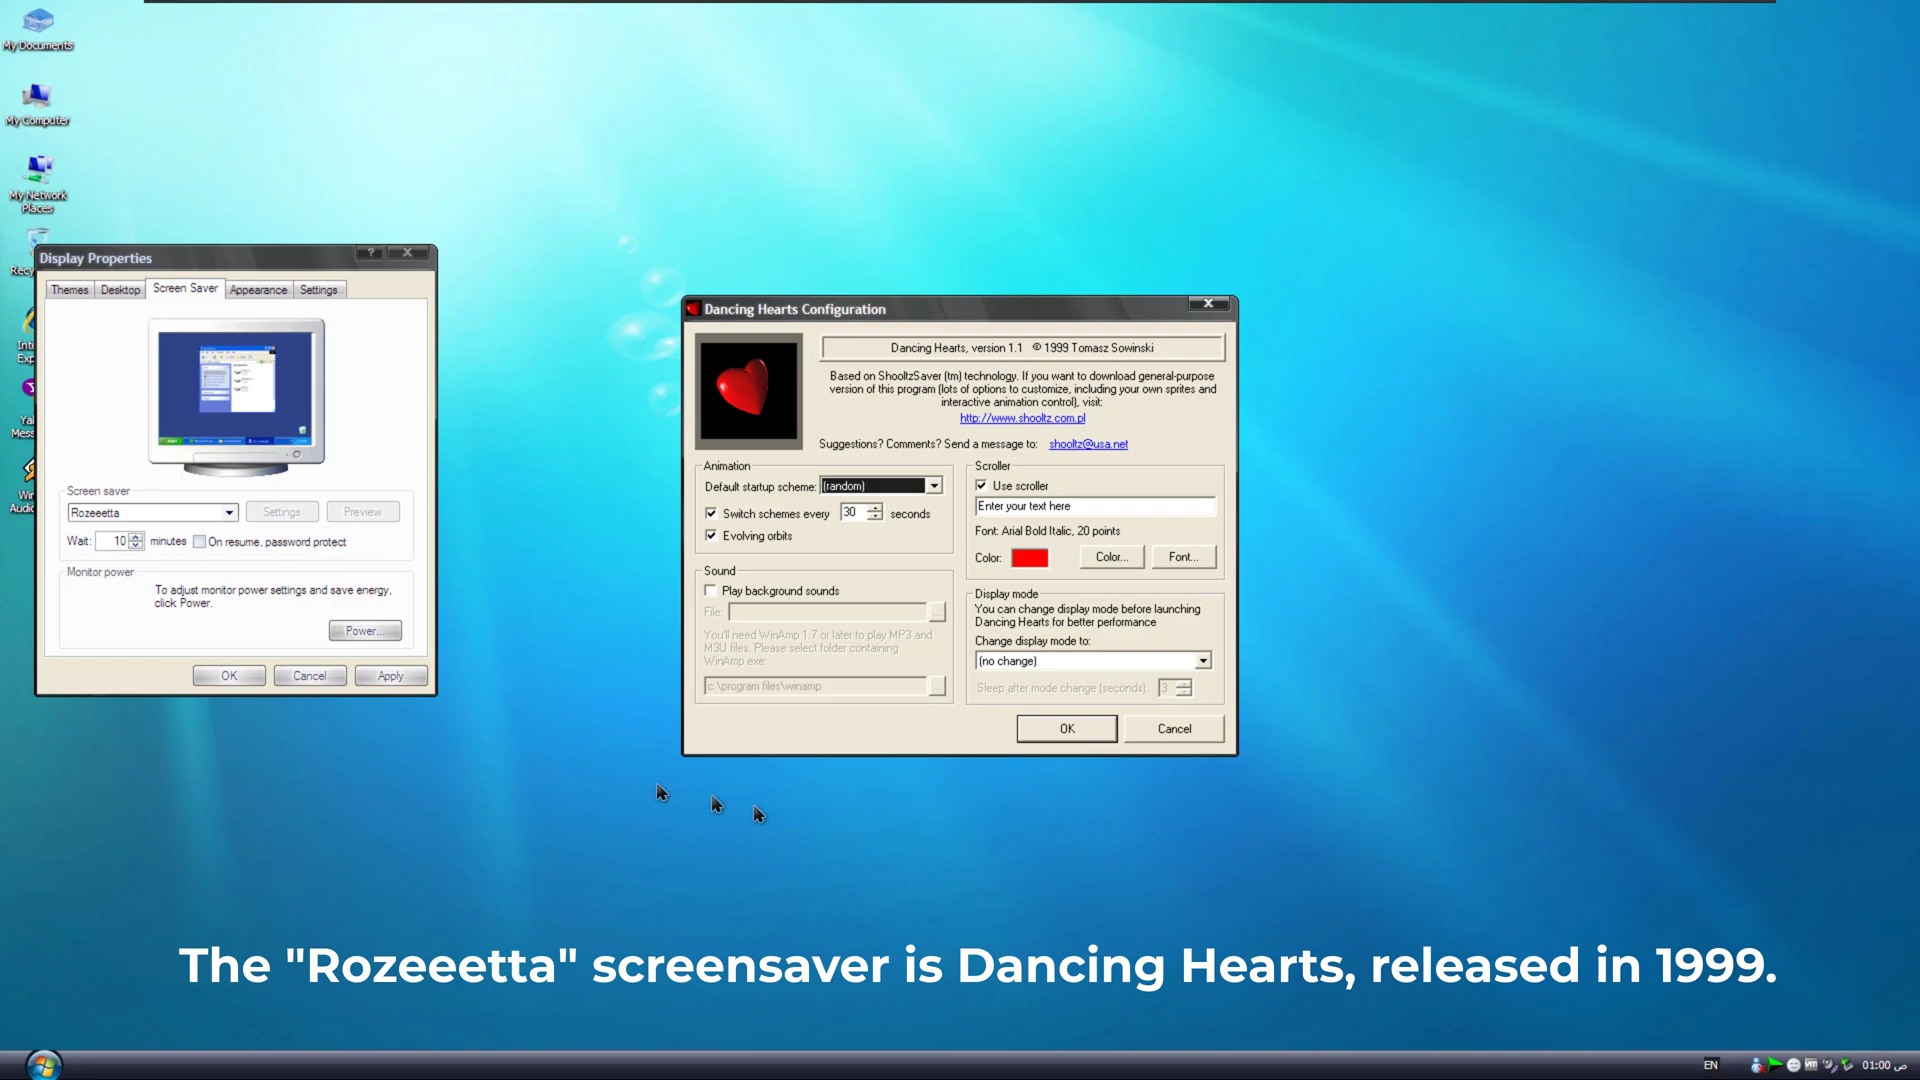 My Documents
My Computer
My Network
Places
Display Properties
Themes
Desktop
Screen Saver
Appearance
Settings
Screen saver
Rozeeetta
Settings
Preview
Wait:
10
minutes
On resume, password protect
Monitor power
To adjust monitor power settings and save energy,
click Power.
Power...
OK
Cancel
Apply
Dancing Hearts Configuration
Dancing Hearts, version 1.1 © 1999 Tomasz Sowinski
Based on ShooltzSaver (tm) technology. If you want to download general-purpose
version of this program (lots of options to customize, including your own sprites and
interactive animation control), visit:
http://www.shooltz.com.pl
Suggestions? Comments? Send a message to: shooltz@usa.net
Animation
Default startup scheme: (random)
Switch schemes every 30 seconds
Evolving orbits
Sound
Play background sounds
File:
...
You'll need WinAmp 1.7 or later to play MP3 and
M3U files. Please select folder containing
WinAmp.exe:
c:\program files\winamp
...
Scroller
Use scroller
Enter your text here
Font: Arial Bold Italic, 20 points
Color:
Color...
Font...
Display mode
You can change display mode before launching
Dancing Hearts for better performance
Change display mode to:
(no change)
Sleep after mode change (seconds): 3
OK
Cancel
The "Rozeeetta" screensaver is Dancing Hearts, released in 1999.
EN
01:00 ص